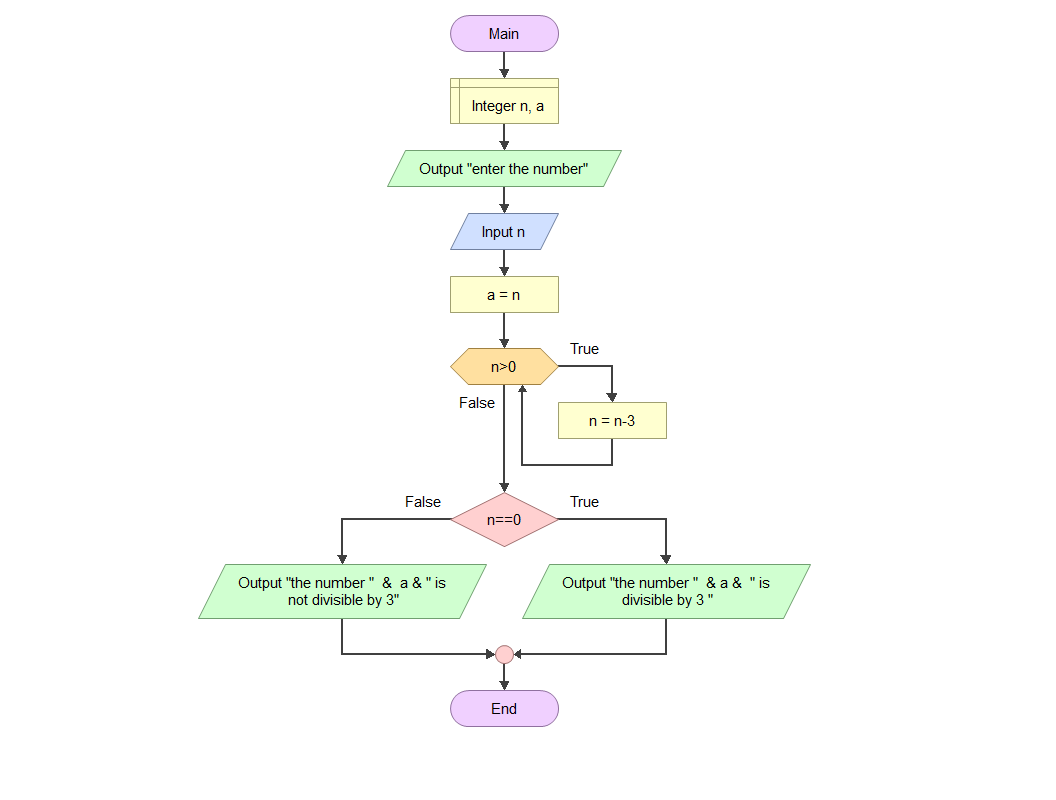 Main
Integer n, a
Output "enter the number"
Input n
a = n
n>0
True
False
n = n-3
n==0
False
True
Output "the number "  &  a & " is
not divisible by 3"
Output "the number "  & a &  " is
divisible by 3 "
End